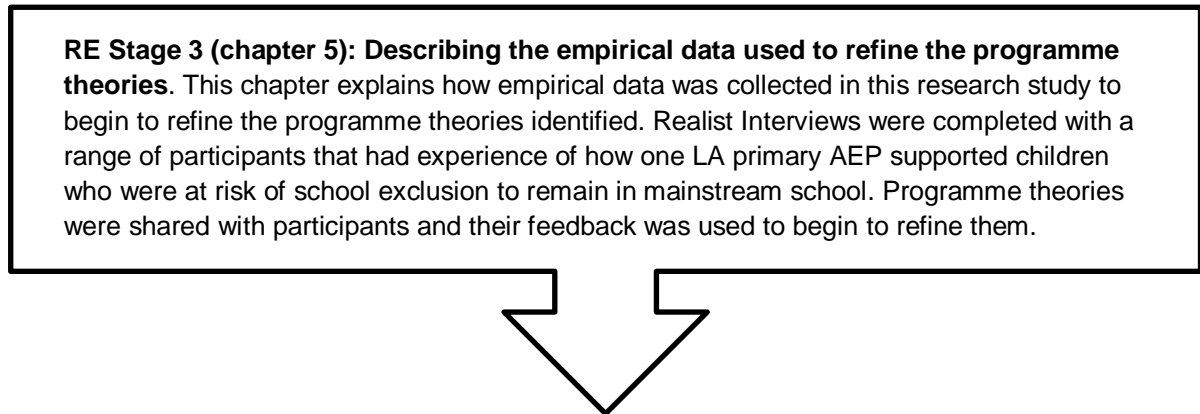 RE Stage 3 (chapter 5): Describing the empirical data used to refine the programme
theories. This chapter explains how empirical data was collected in this research study to
begin to refine the programme theories identified. Realist Interviews were completed with a
range of participants that had experience of how one LA primary AEP supported children
who were at risk of school exclusion to remain in mainstream school. Programme theories
were shared with participants and their feedback was used to begin to refine them.